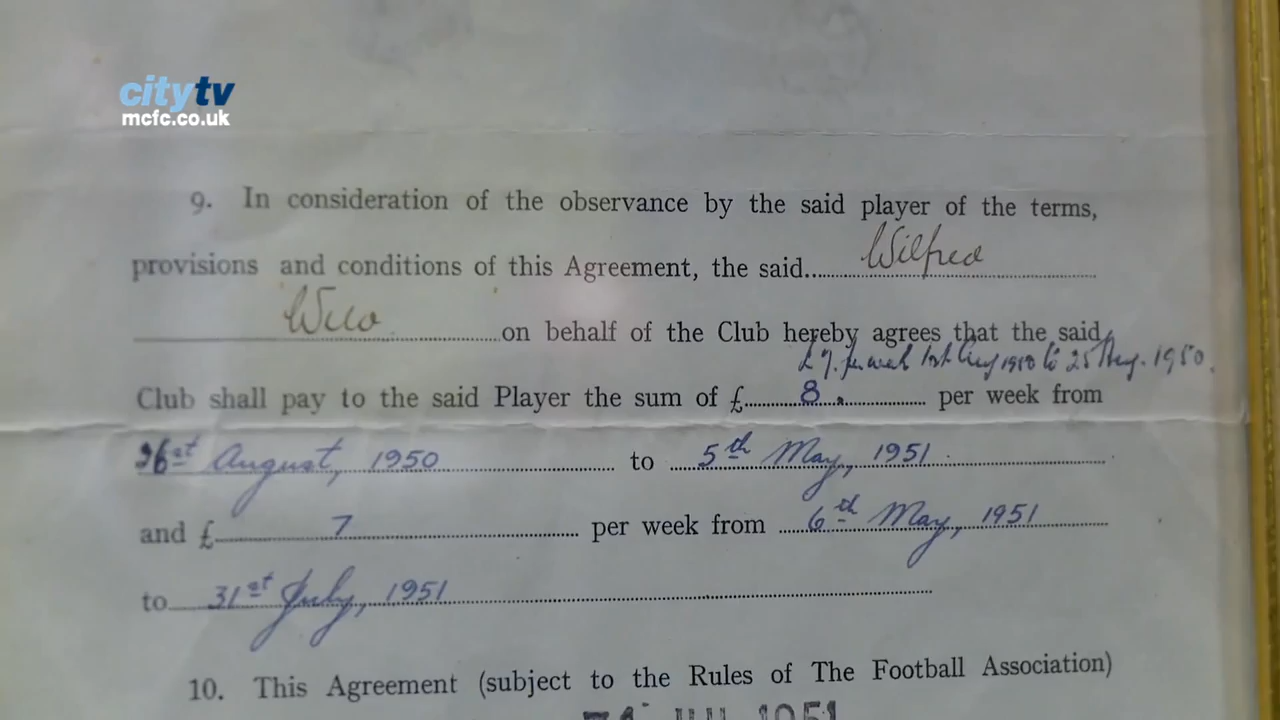 citytv
mcfc.co.uk
9. In consideration of the observance by the said player of the terms,
provisions and conditions of this Agreement, the said Wilfred
Wild on behalf of the Club hereby agrees that the said
£7. per week 1st Aug 1950 to 25 Aug. 1950.
Club shall pay to the said Player the sum of £ 8. per week from
26st August, 1950 to 5th May, 1951
and £ 7 per week from 6th May, 1951
to 31st July, 1951
10. This Agreement (subject to the Rules of The Football Association)
31 JUL 1951